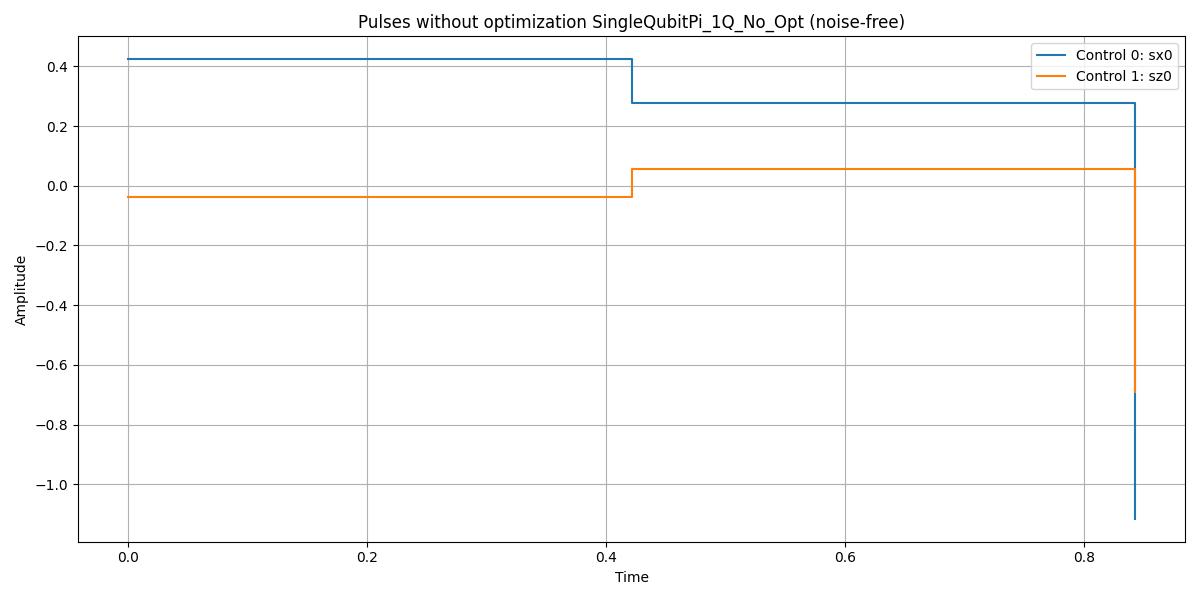 Pulses without optimization SingleQubitPi_1Q_No_Opt (noise-free)
Control 0: sx0
Control 1: sz0
Amplitude
0.4
0.2
0.0
−0.2
−0.4
−0.6
−0.8
−1.0
0.0 0.2 0.4 0.6 0.8
Time